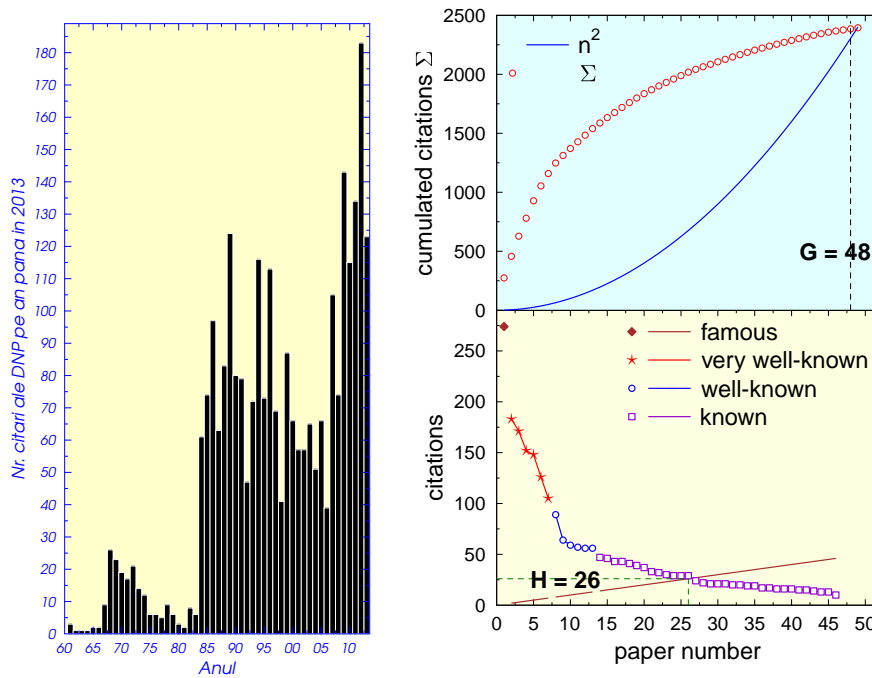 Nr. citari ale DNP pe an pana in 2013
180
170
160
150
140
130
120
110
100
90
80
70
60
50
40
30
20
10
0
60 65 70 75 80 85 90 95 00 05 10
Anul
cumulated citations Σ
2500
2000
1500
1000
500
0
n²
Σ
G = 48
citations
250
200
150
100
50
0
famous
very well-known
well-known
known
H = 26
0 5 10 15 20 25 30 35 40 45 50
paper number